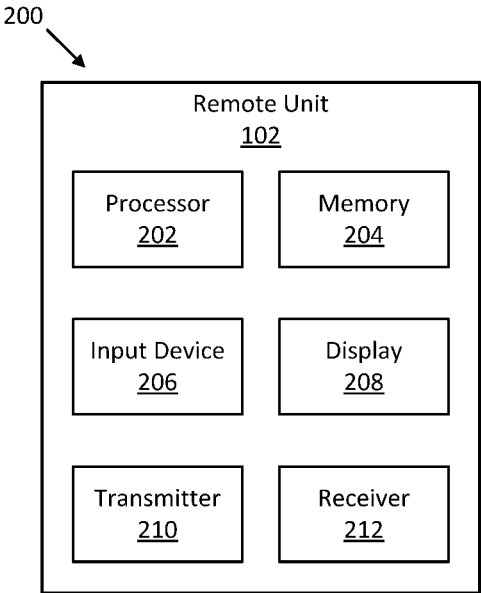 200
Remote Unit
102
Processor
202
Memory
204
Input Device
206
Display
208
Transmitter
210
Receiver
212